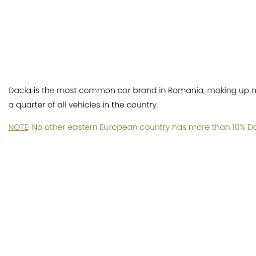 Dacia is the most common car brand in Romania, making up
a quarter of all vehicles in the country.
NOTE: No other eastern European country has more than 10%